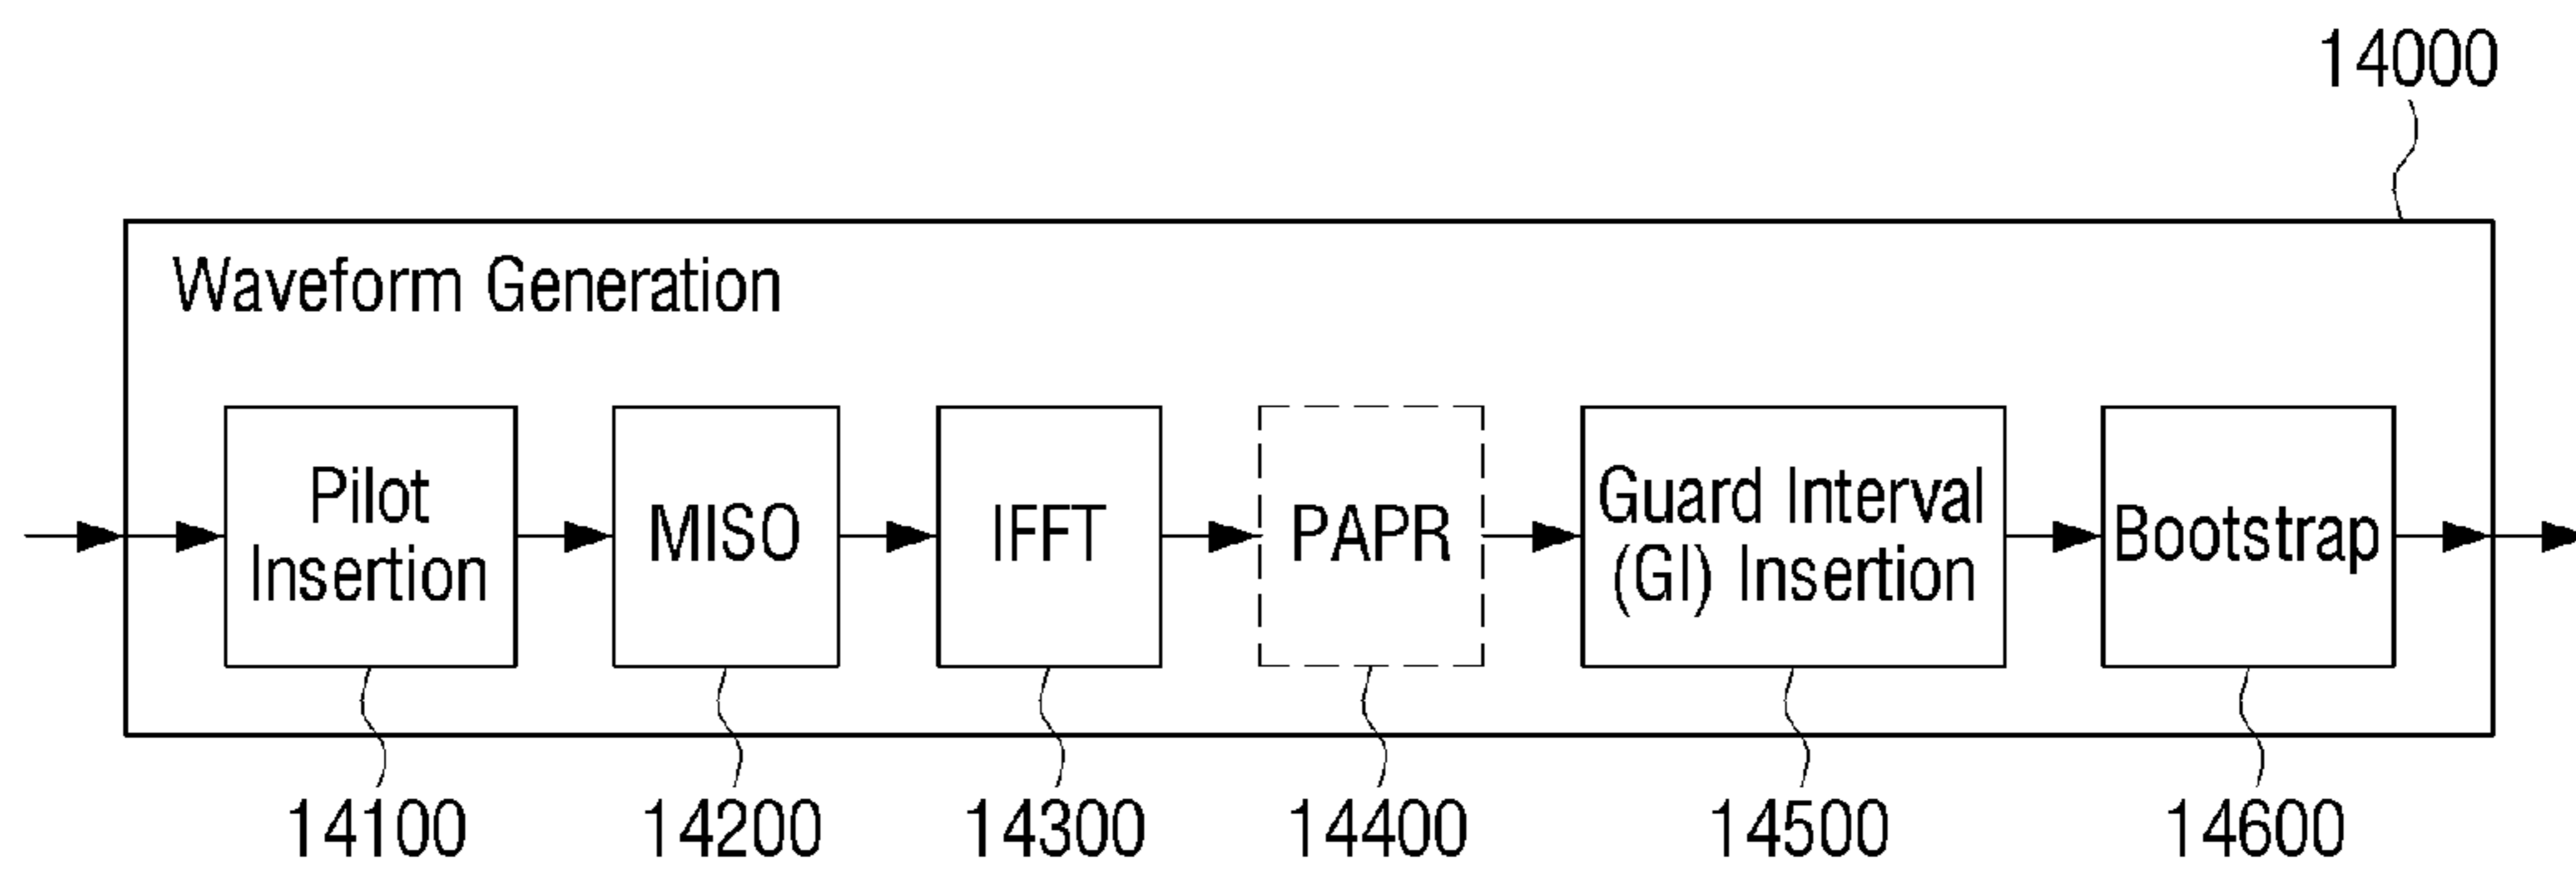 14000
Waveform Generation
Pilot
Insertion
MISO
IFFT
PAPR
Guard Interval
(GI) Insertion
Bootstrap
14100
14200
14300
14400
14500
14600